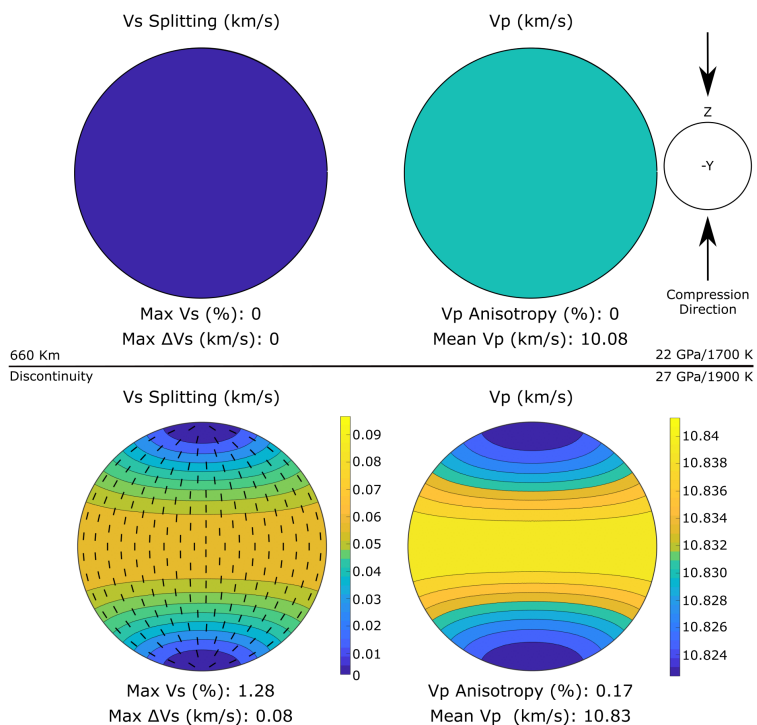 Vs Splitting (km/s)
Vp (km/s)
Z
-Y
Compression
Direction
Max Vs (%): 0
Max ΔVs (km/s): 0
Vp Anisotropy (%): 0
Mean Vp (km/s): 10.08
660 Km
22 GPa/1700 K
Discontinuity
27 GPa/1900 K
Vs Splitting (km/s)
Vp (km/s)
0.09
0.08
0.07
0.06
0.05
0.04
0.03
0.02
0.01
0
10.84
10.838
10.836
10.834
10.832
10.830
10.828
10.826
10.824
Max Vs (%): 1.28
Max ΔVs (km/s): 0.08
Vp Anisotropy (%): 0.17
Mean Vp (km/s): 10.83